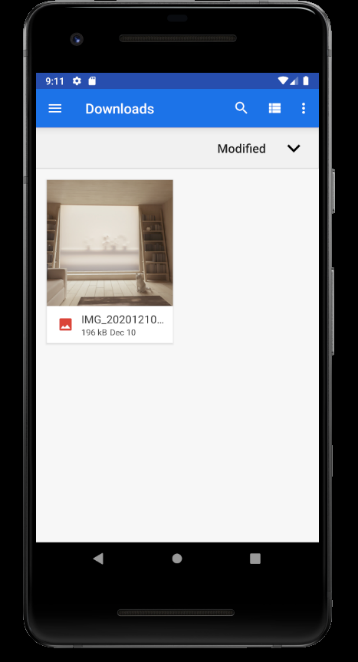 9:11
Downloads
Modified
IMG_20201210...
196 kB Dec 10